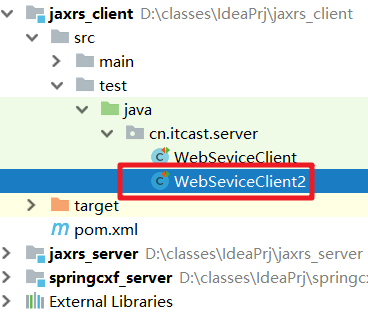 jaxrs_client D:\classes\IdeaPrj\jaxrs_client
src
main
test
java
cn.itcast.server
WebSeviceClient
WebSeviceClient2
target
pom.xml
jaxrs_server D:\classes\IdeaPrj\jaxrs_server
springcxf_server D:\classes\IdeaPrj\springc
External Libraries